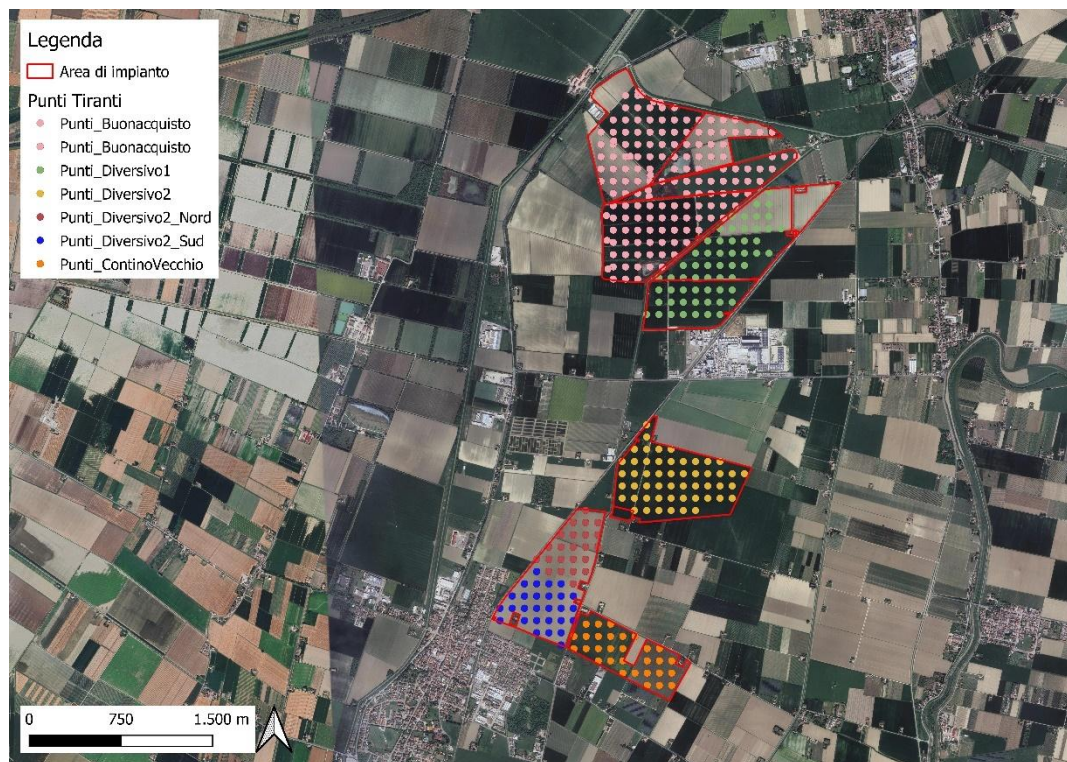 Legenda
Area di impianto
Punti Tiranti
Punti_Buonacquisto
Punti_Buonacquisto
Punti_Diversivo1
Punti_Diversivo2
Punti_Diversivo2_Nord
Punti_Diversivo2_Sud
Punti_ContinoVecchio
0 750 1.500 m